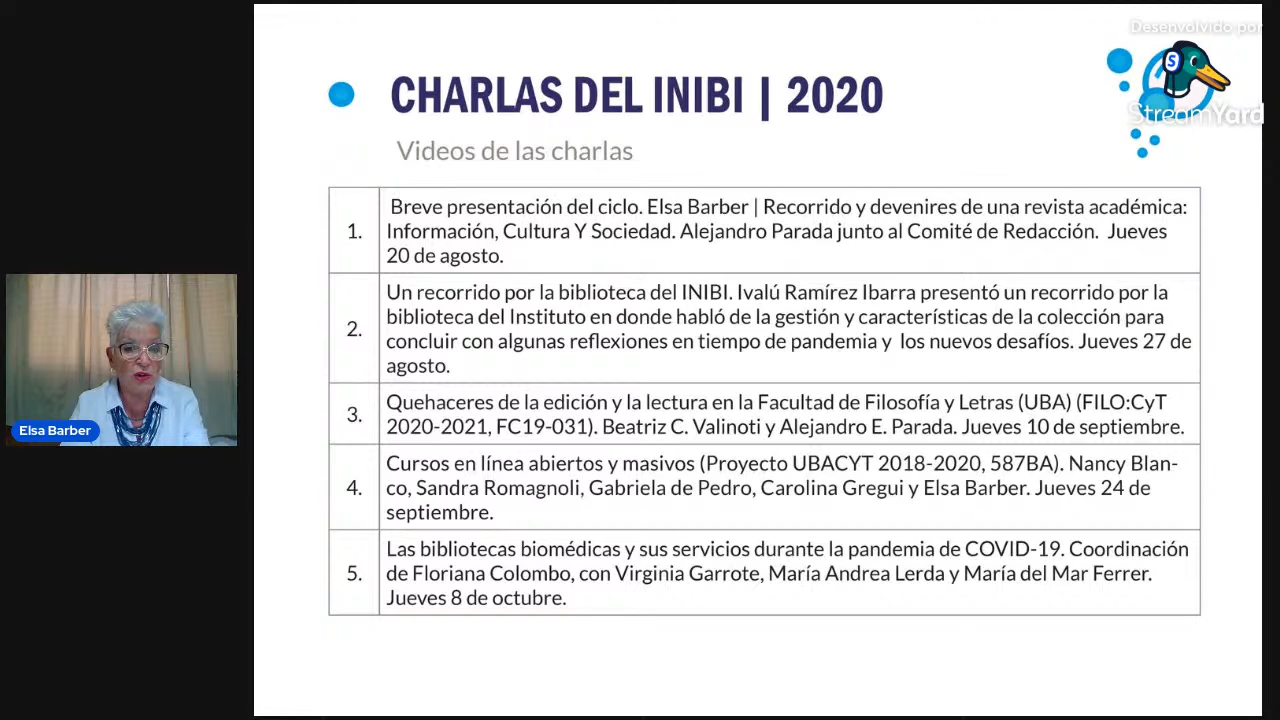 Desenvolvido por
StreamYard
CHARLAS DEL INIBI | 2020
Videos de las charlas
1.
Breve presentación del ciclo. Elsa Barber | Recorrido y devenires de una revista académica:
Información, Cultura Y Sociedad. Alejandro Parada junto al Comité de Redacción. Jueves
20 de agosto.
2.
Un recorrido por la biblioteca del INIBI. Ivalú Ramírez Ibarra presentó un recorrido por la
biblioteca del Instituto en donde habló de la gestión y características de la colección para
concluir con algunas reflexiones en tiempo de pandemia y los nuevos desafíos. Jueves 27 de
agosto.
3.
Quehaceres de la edición y la lectura en la Facultad de Filosofía y Letras (UBA) (FILO:CyT
2020-2021, FC19-031). Beatriz C. Valinoti y Alejandro E. Parada. Jueves 10 de septiembre.
4.
Cursos en línea abiertos y masivos (Proyecto UBACYT 2018-2020, 587BA). Nancy Blan-
co, Sandra Romagnoli, Gabriela de Pedro, Carolina Gregui y Elsa Barber. Jueves 24 de
septiembre.
5.
Las bibliotecas biomédicas y sus servicios durante la pandemia de COVID-19. Coordinación
de Floriana Colombo, con Virginia Garrote, María Andrea Lerda y María del Mar Ferrer.
Jueves 8 de octubre.
Elsa Barber